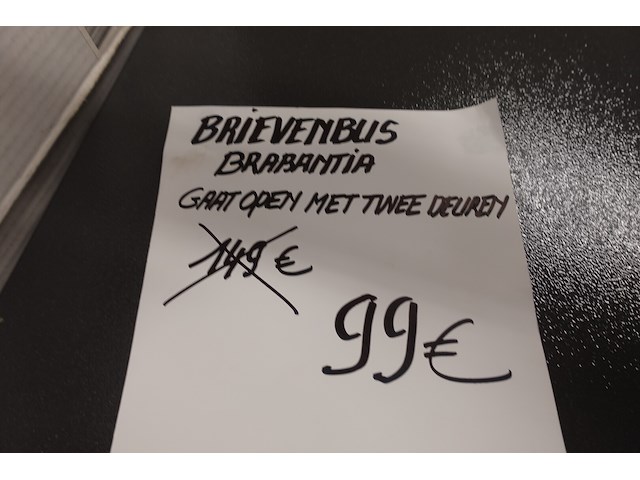 BRIEVENBUS
BRABANTIA
GAAT OPEN MET TWEE DEUREN
149 €
99 €